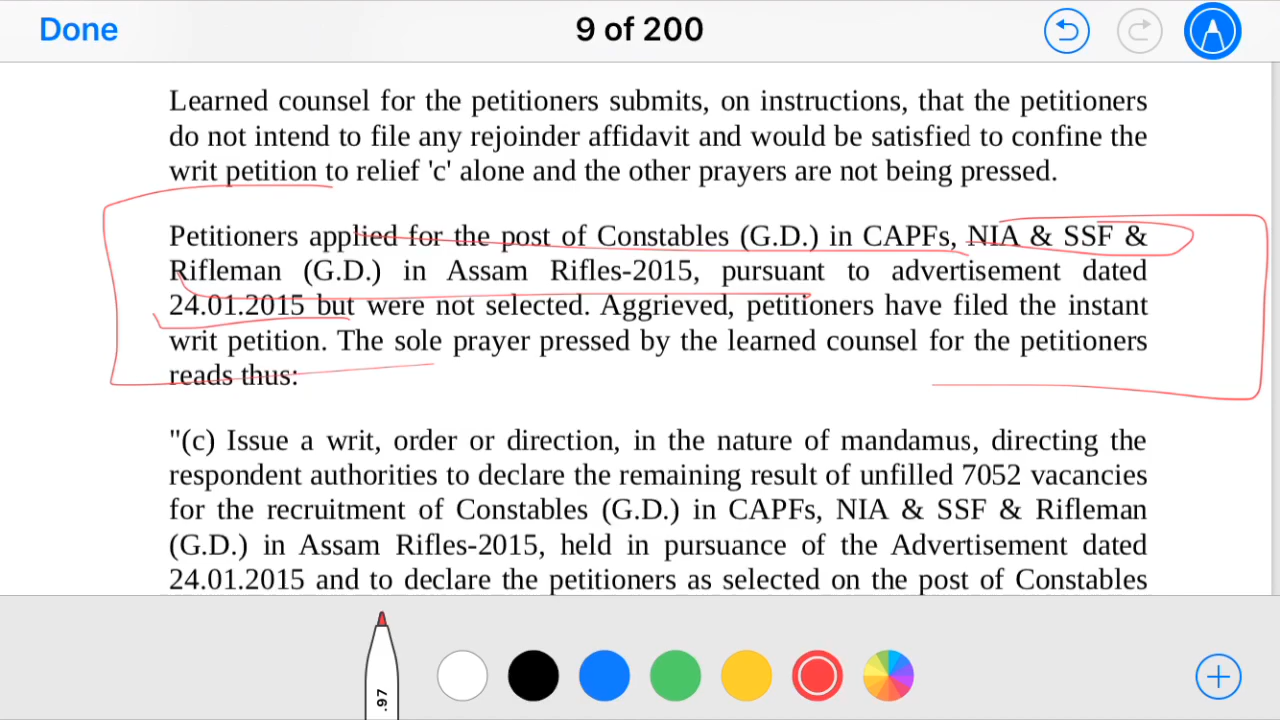 Done
9 of 200
Learned counsel for the petitioners submits, on instructions, that the petitioners
do not intend to file any rejoinder affidavit and would be satisfied to confine the
writ petition to relief 'c' alone and the other prayers are not being pressed.
Petitioners applied for the post of Constables (G.D.) in CAPFs, NIA & SSF &
Rifleman (G.D.) in Assam Rifles-2015, pursuant to advertisement dated
24.01.2015 but were not selected. Aggrieved, petitioners have filed the instant
writ petition. The sole prayer pressed by the learned counsel for the petitioners
reads thus:
"(c) Issue a writ, order or direction, in the nature of mandamus, directing the
respondent authorities to declare the remaining result of unfilled 7052 vacancies
for the recruitment of Constables (G.D.) in CAPFs, NIA & SSF & Rifleman
(G.D.) in Assam Rifles-2015, held in pursuance of the Advertisement dated
24.01.2015 and to declare the petitioners as selected on the post of Constables
.97